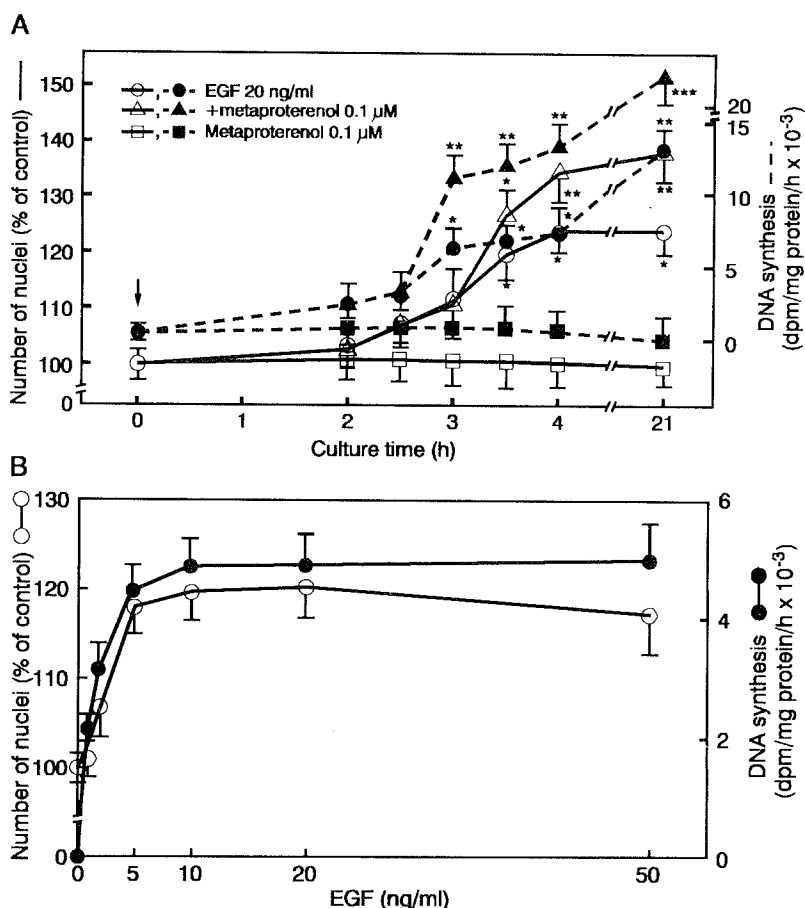 A
Number of nuclei (% of control)
150
140
130
120
110
100
0
EGF 20 ng/ml
+metaproterenol 0.1 μM
Metaproterenol 0.1 μM
** ** ** *** **
* * ** * * * * * **
*
20
15
10
5
0
DNA synthesis
(dpm/mg protein/h x 10-3)
0 1 2 3 4 21
Culture time (h)
B
Number of nuclei (% of control)
130
120
110
100
0
6
4
2
0
DNA synthesis
(dpm/mg protein/h x 10-3)
0 5 10 20 50
EGF (ng/ml)